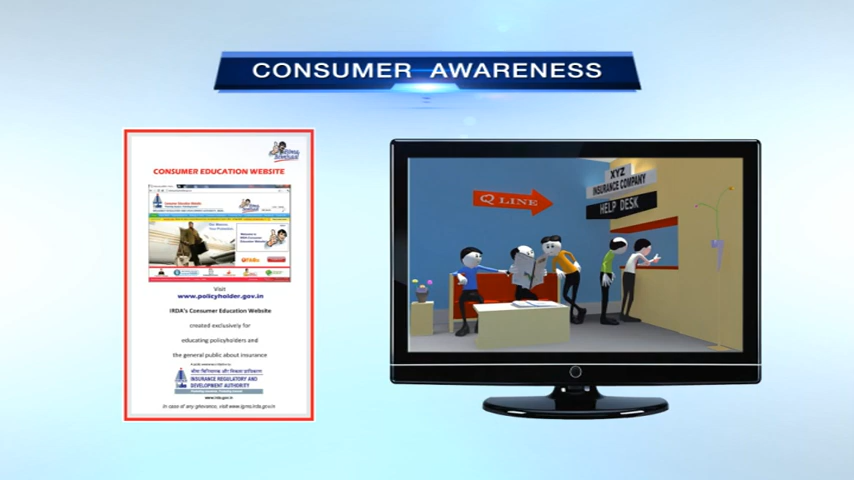 CONSUMER AWARENESS
CONSUMER EDUCATION WEBSITE
Visit
www.policyholder.gov.in
IRDA's Consumer Education Website
created exclusively for
educating policyholders and
the general public about insurance
बीमा विनियामक और विकास प्राधिकरण
INSURANCE REGULATORY AND
DEVELOPMENT AUTHORITY
www.irda.gov.in
In case of any grievance, visit www.igms.irda.gov.in
Q LINE
XYZ
INSURANCE COMPANY
HELP DESK